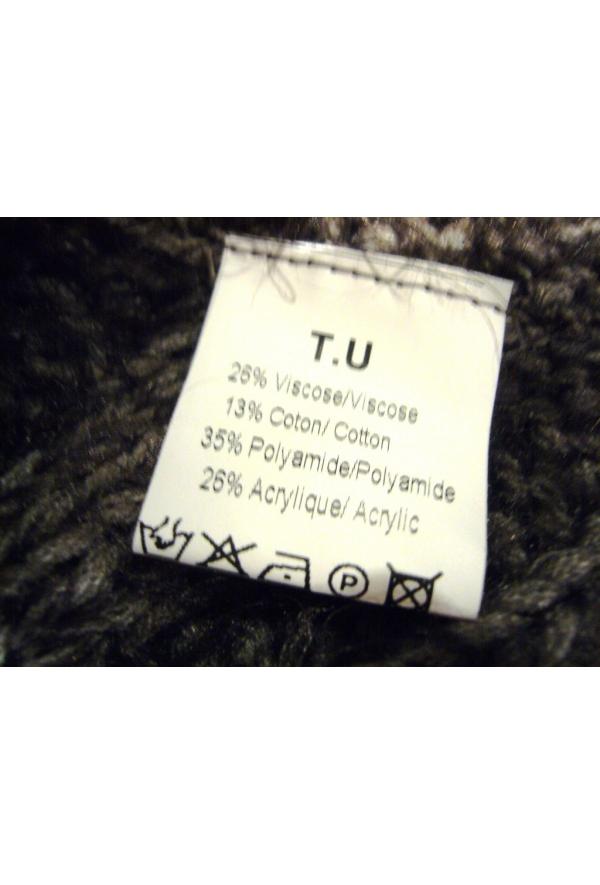 T.U
26% Viscose/Viscose
13% Coton/ Cotton
35% Polyamide/Polyamide
26% Acrylique/ Acrylic
P